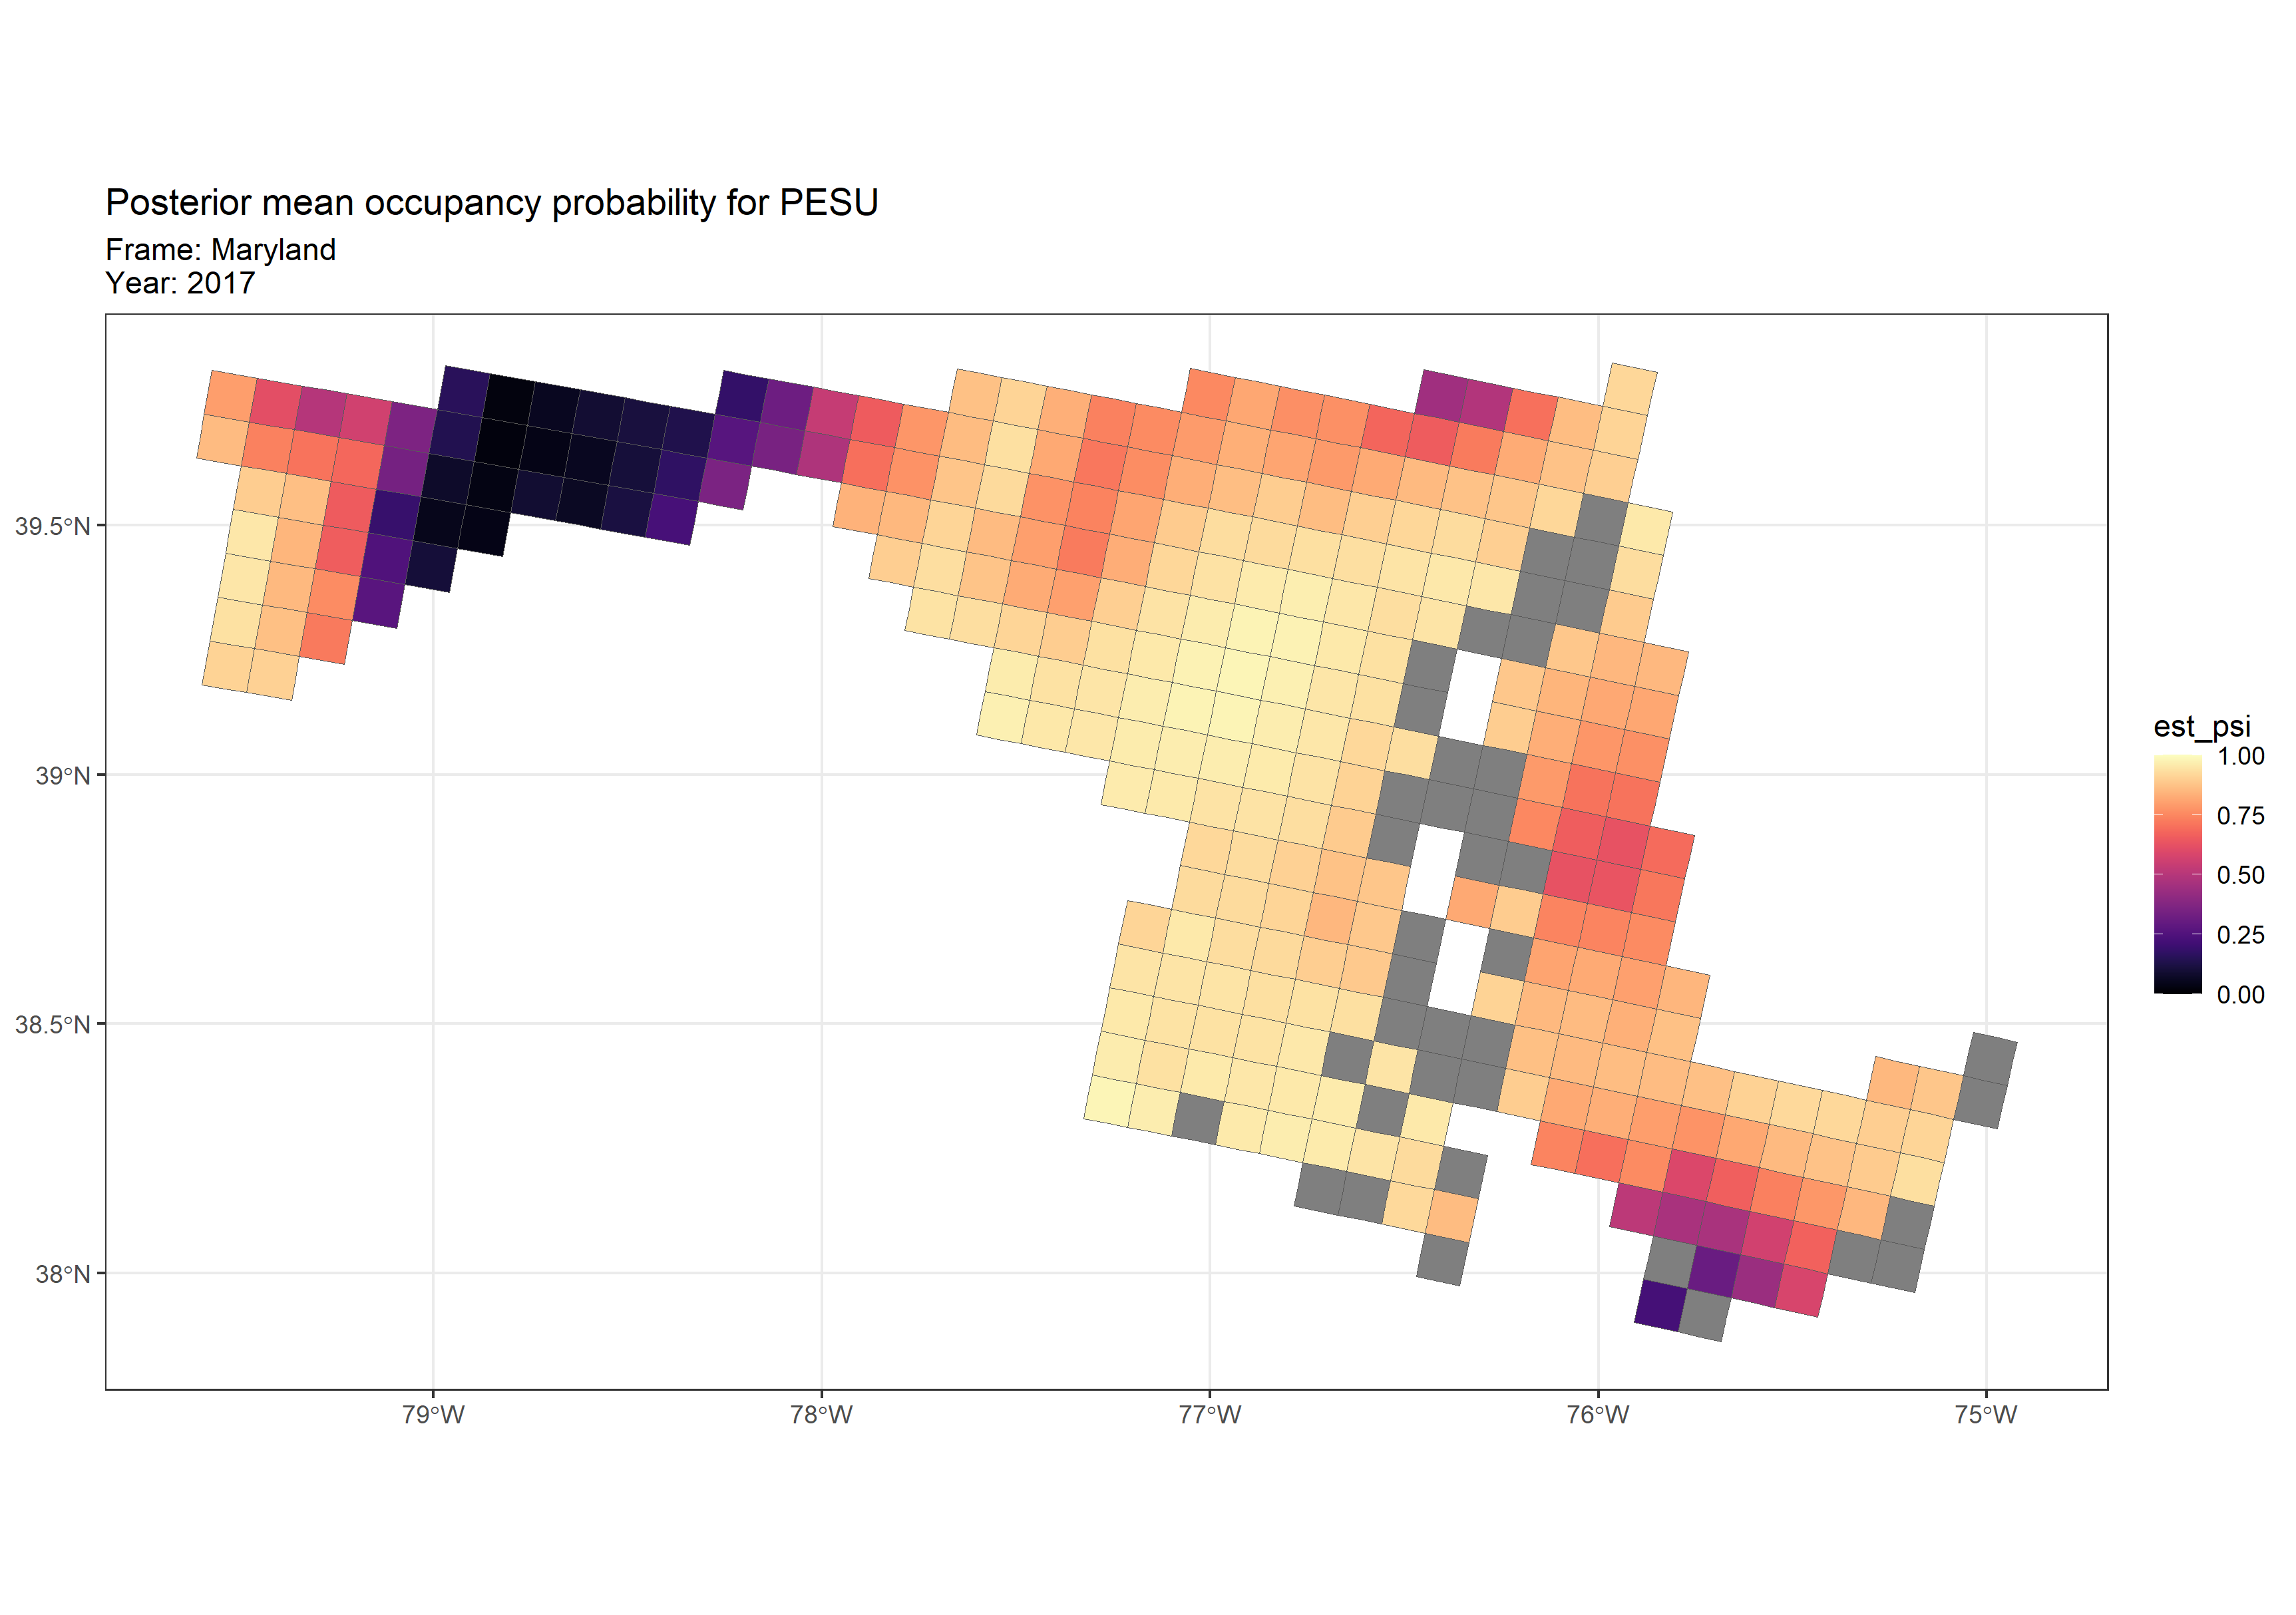 Posterior mean occupancy probability for PESU
Frame: Maryland
Year: 2017
39.5°N
39°N
38.5°N
38°N
79°W
78°W
77°W
76°W
75°W
est_psi
1.00
0.75
0.50
0.25
0.00